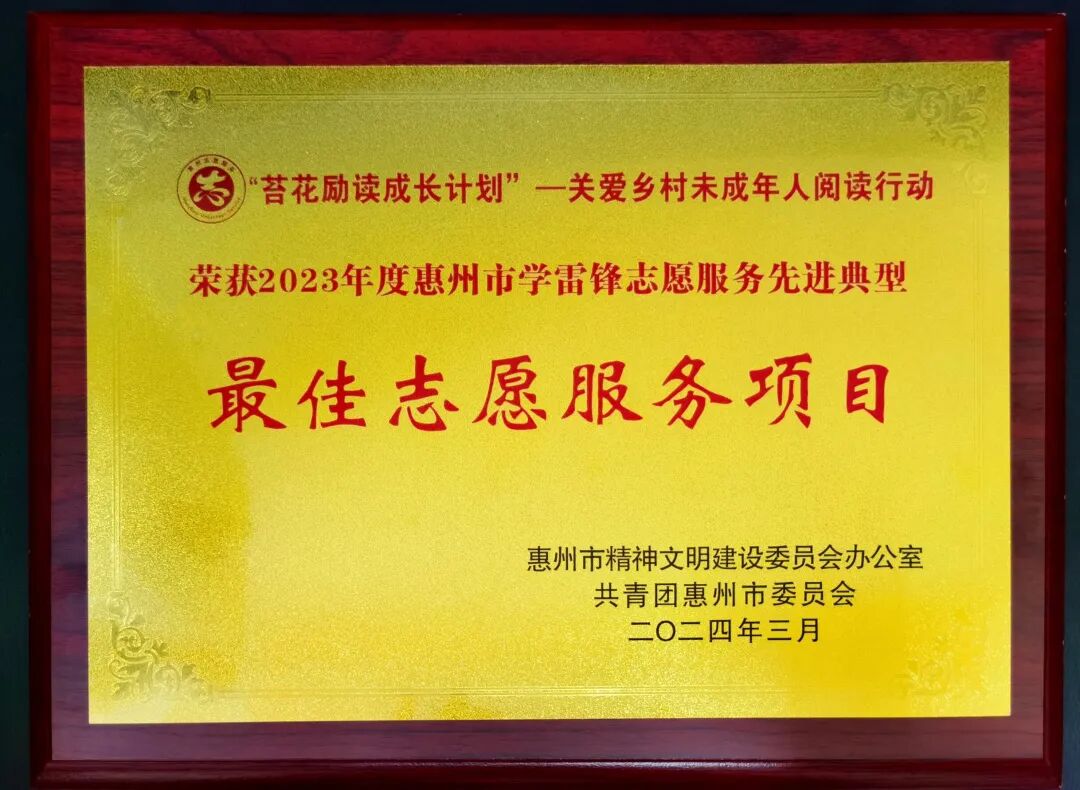 “苔花励读成长计划”—关爱乡村未成年人阅读行动
荣获2023年度惠州市学雷锋志愿服务先进典型
最佳志愿服务项目
惠州市精神文明建设委员会办公室
共青团惠州市委员会
二〇二四年三月